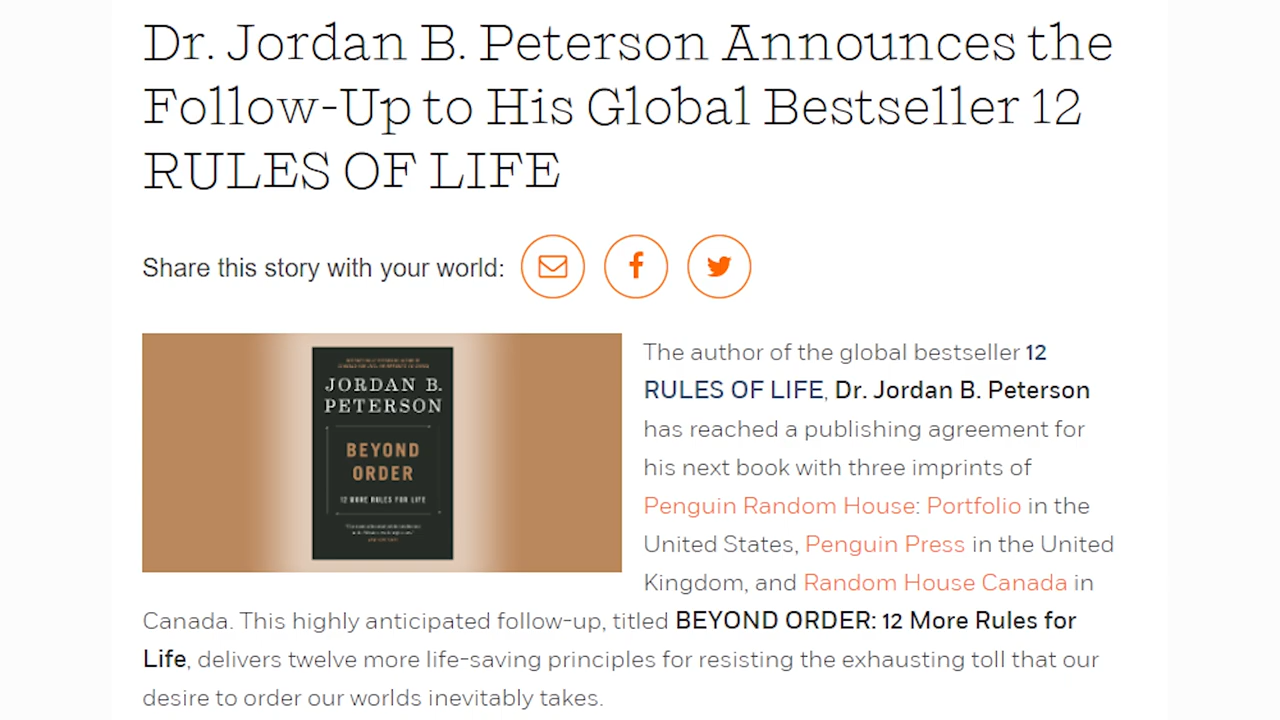 Dr. Jordan B. Peterson Announces the
Follow-Up to His Global Bestseller 12
RULES OF LIFE
Share this story with your world:
JORDAN B.
PETERSON
BEYOND
ORDER
12 MORE RULES FOR LIFE
The author of the global bestseller 12
RULES OF LIFE, Dr. Jordan B. Peterson
has reached a publishing agreement for
his next book with three imprints of
Penguin Random House: Portfolio in the
United States, Penguin Press in the United
Kingdom, and Random House Canada in
Canada. This highly anticipated follow-up, titled BEYOND ORDER: 12 More Rules for
Life, delivers twelve more life-saving principles for resisting the exhausting toll that our
desire to order our worlds inevitably takes.